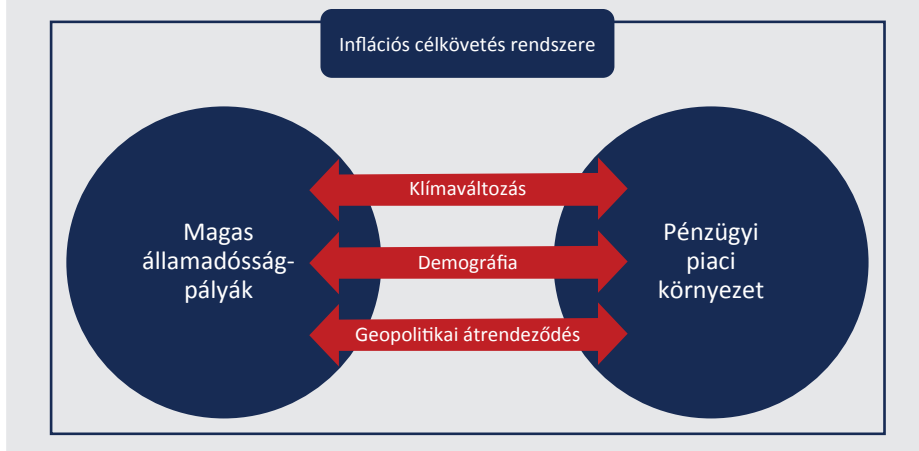 Inflációs célkövetés rendszere
Klímaváltozás
Magas
államadósság-
pályák
Demográfia
Pénzügyi
piaci
környezet
Geopolitikai átrendeződés